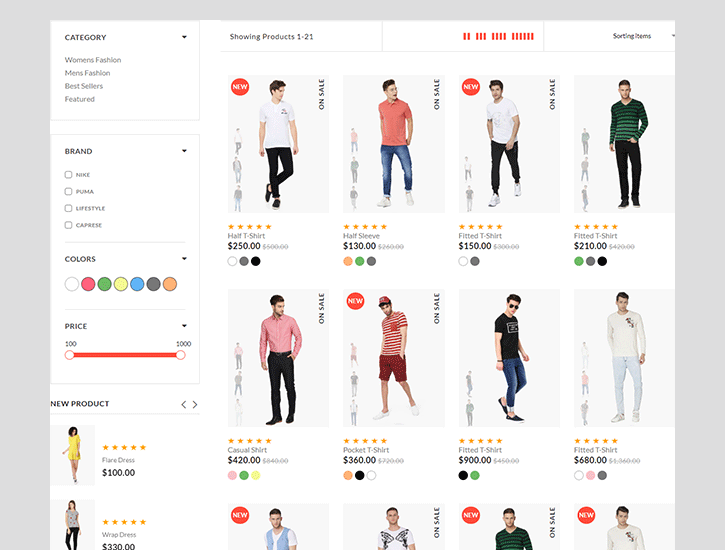 CATEGORY
Womens Fashion
Mens Fashion
Best Sellers
Featured
BRAND
NIKE
PUMA
LIFESTYLE
CAPRESE
COLORS
PRICE
100 1000
NEW PRODUCT
Flare Dress
$100.00
Wrap Dress
$330.00
Showing Products 1-21
Sorting items
NEW
ON SALE
Half T-Shirt
$250.00 $500.00
ON SALE
Half Sleeve
$130.00 $260.00
NEW
ON SALE
Fitted T-Shirt
$150.00 $300.00
Fitted T-Shirt
$210.00 $420.00
ON SALE
Casual Shirt
$420.00 $840.00
NEW
ON SALE
Pocket T-Shirt
$360.00 $720.00
Fitted T-Shirt
$900.00 $450.00
Fitted T-Shirt
$680.00 $1,360.00
NEW
ON SALE
NEW
ON SALE
NEW